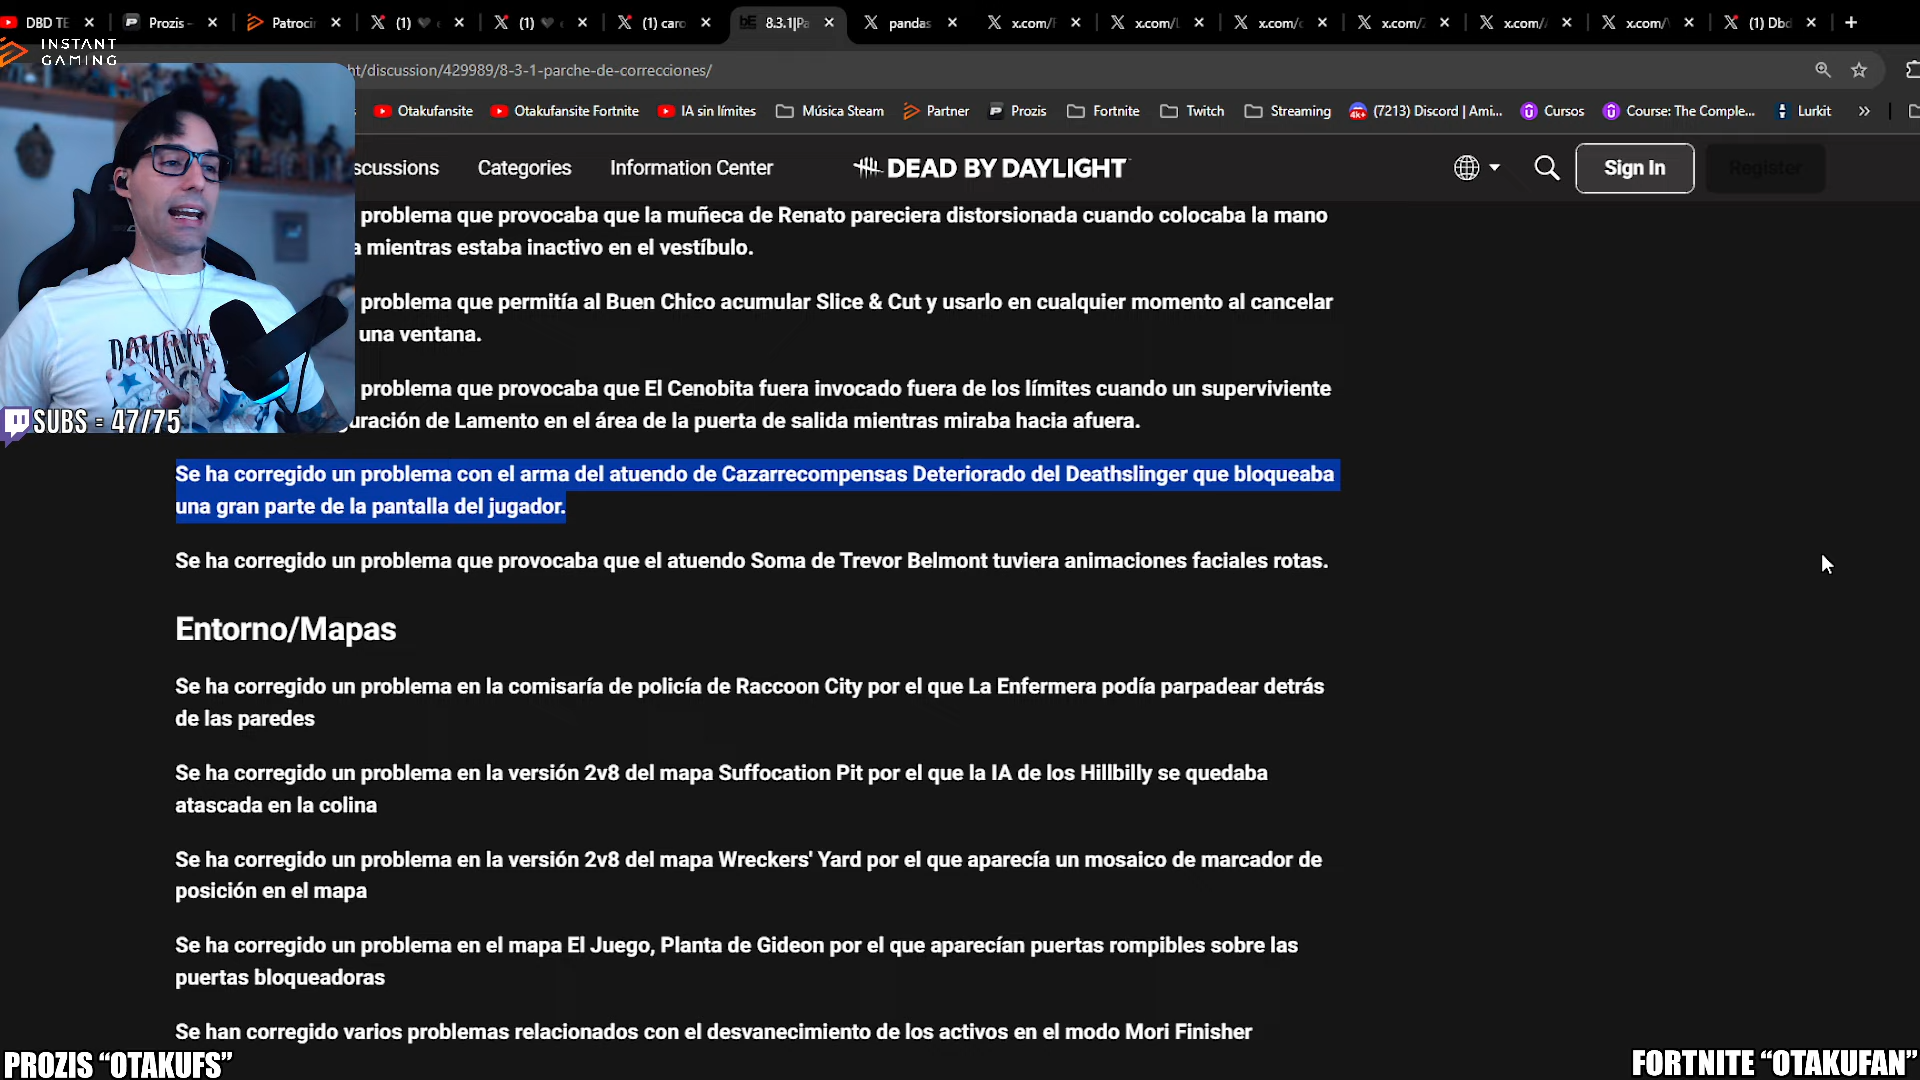 DBD TE
Prozis -
Patroci
(1)
(1)
(1) caro
8.3.1|Pa
pandas
x.com/
x.com/
x.com/
x.com/
x.com/
x.com/
(1) Dbd
INSTANT
GAMING
ht/discussion/429989/8-3-1-parche-de-correcciones/
Otakufansite
Otakufansite Fortnite
IA sin límites
Música Steam
Partner
Prozis
Fortnite
Twitch
Streaming
(7213) Discord | Ami...
Cursos
Course: The Comple...
Lurkit
scussions
Categories
Information Center
DEAD BY DAYLIGHT
Sign In
Register
problema que provocaba que la muñeca de Renato pareciera distorsionada cuando colocaba la mano
a mientras estaba inactivo en el vestíbulo.
problema que permitía al Buen Chico acumular Slice & Cut y usarlo en cualquier momento al cancelar
una ventana.
problema que provocaba que El Cenobita fuera invocado fuera de los límites cuando un superviviente
guración de Lamento en el área de la puerta de salida mientras miraba hacia afuera.
SUBS = 47/75
Se ha corregido un problema con el arma del atuendo de Cazarrecompensas Deteriorado del Deathslinger que bloqueaba
una gran parte de la pantalla del jugador.
Se ha corregido un problema que provocaba que el atuendo Soma de Trevor Belmont tuviera animaciones faciales rotas.
Entorno/Mapas
Se ha corregido un problema en la comisaría de policía de Raccoon City por el que La Enfermera podía parpadear detrás
de las paredes
Se ha corregido un problema en la versión 2v8 del mapa Suffocation Pit por el que la IA de los Hillbilly se quedaba
atascada en la colina
Se ha corregido un problema en la versión 2v8 del mapa Wreckers' Yard por el que aparecía un mosaico de marcador de
posición en el mapa
Se ha corregido un problema en el mapa El Juego, Planta de Gideon por el que aparecían puertas rompibles sobre las
puertas bloqueadoras
Se han corregido varios problemas relacionados con el desvanecimiento de los activos en el modo Mori Finisher
PROZIS “OTAKUFS”
FORTNITE “OTAKUFAN”